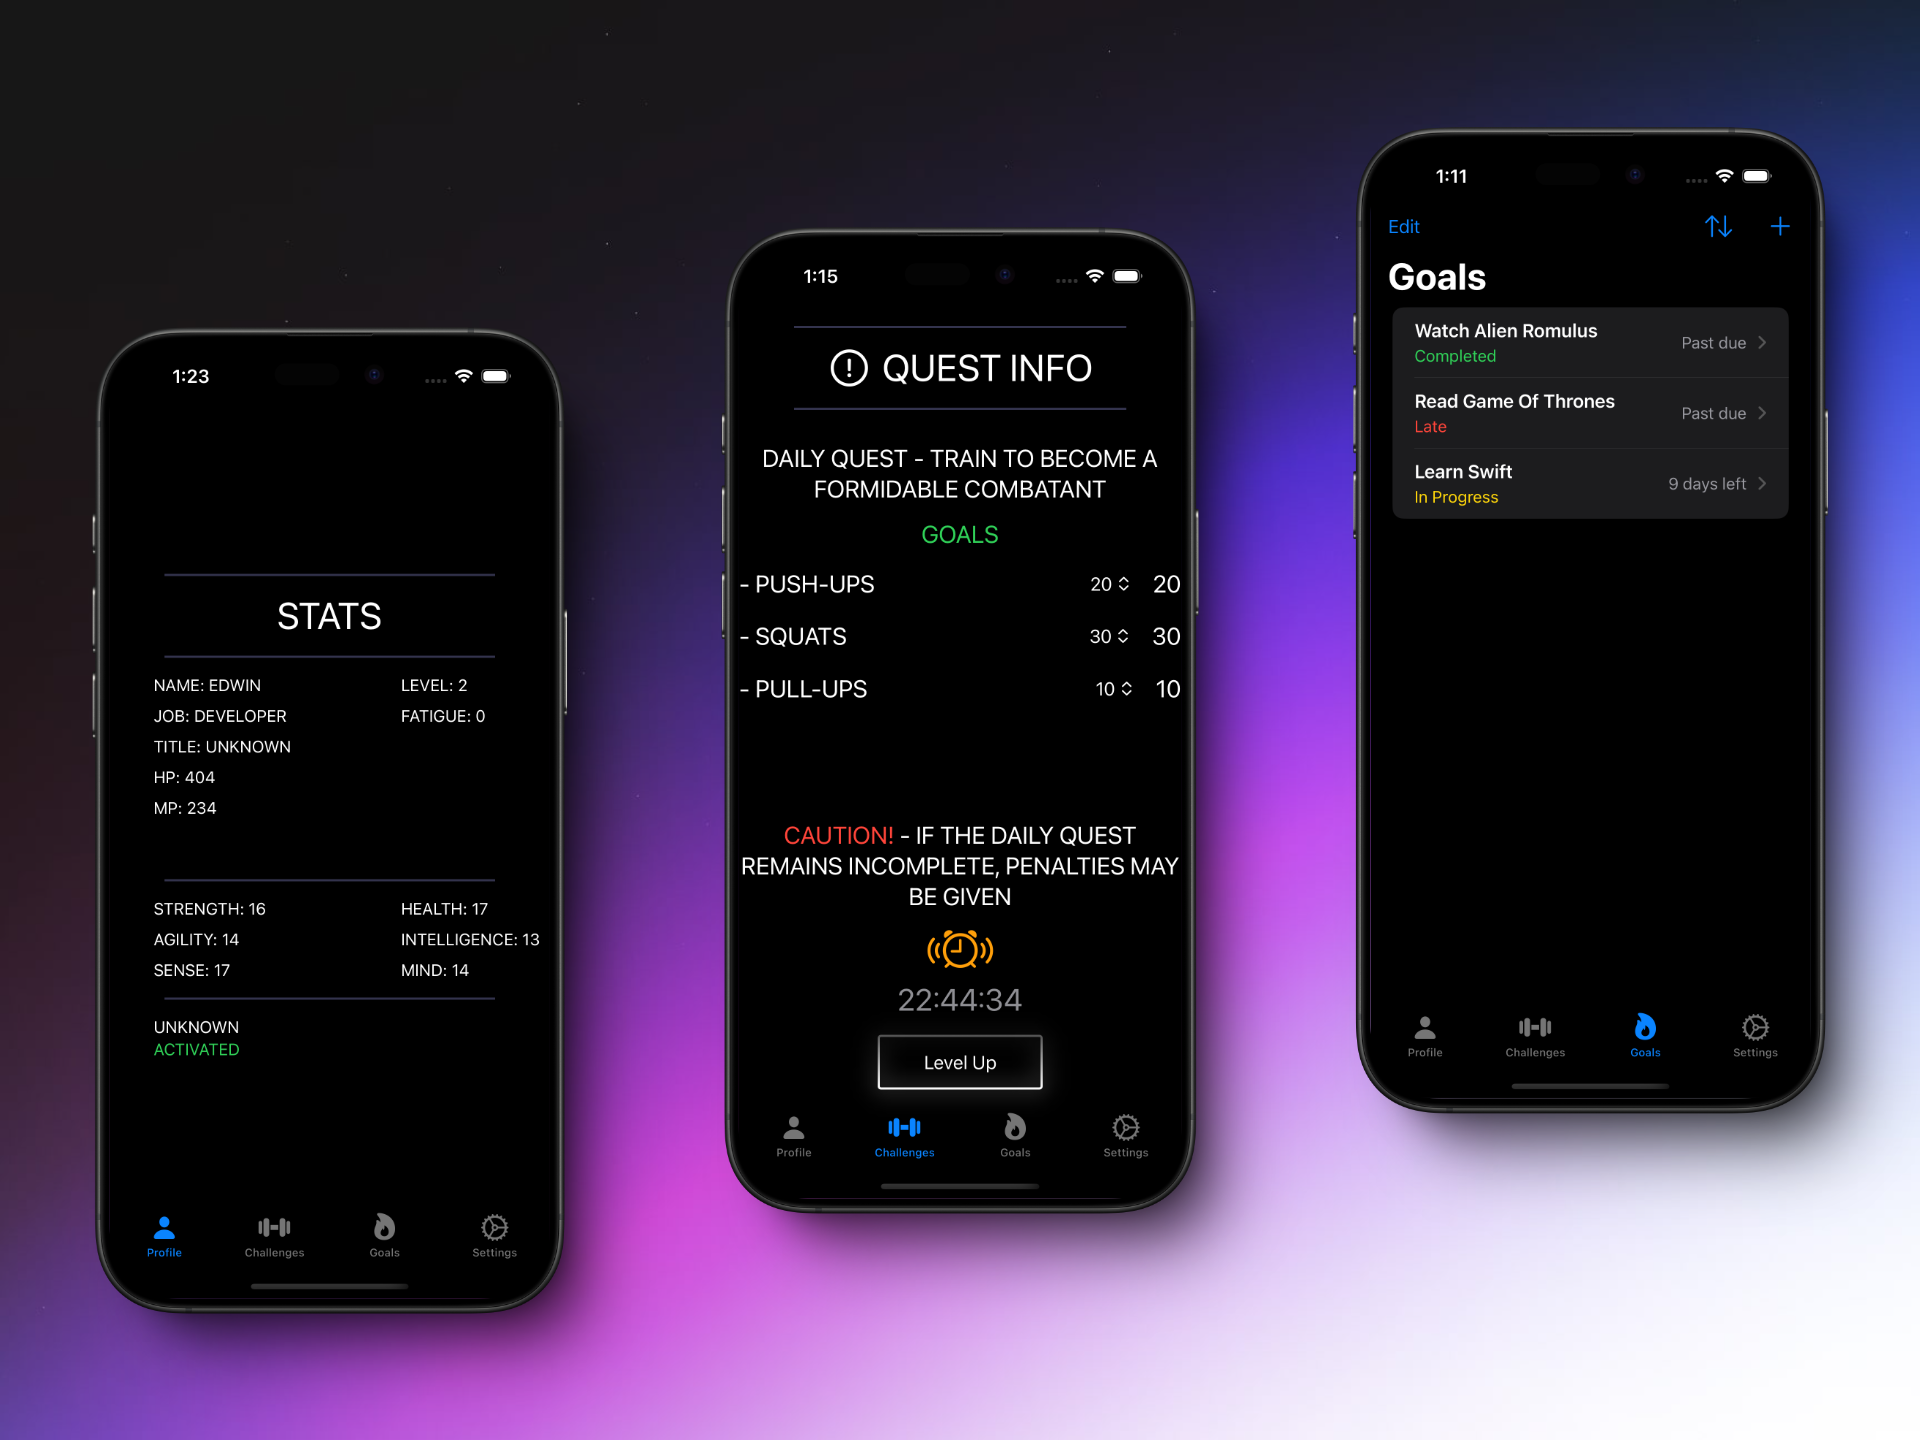 1:23
STATS
NAME: EDWIN
LEVEL: 2
JOB: DEVELOPER
FATIGUE: 0
TITLE: UNKNOWN
HP: 404
MP: 234
STRENGTH: 16
HEALTH: 17
AGILITY: 14
INTELLIGENCE: 13
SENSE: 17
MIND: 14
UNKNOWN
ACTIVATED
Profile
Challenges
Goals
Settings
1:15
QUEST INFO
DAILY QUEST - TRAIN TO BECOME A
FORMIDABLE COMBATANT
GOALS
- PUSH-UPS 20 20
- SQUATS 30 30
- PULL-UPS 10 10
CAUTION! - IF THE DAILY QUEST
REMAINS INCOMPLETE, PENALTIES MAY
BE GIVEN
22:44:34
Level Up
Profile
Challenges
Goals
Settings
1:11
Edit
Goals
Watch Alien Romulus
Completed
Past due
Read Game Of Thrones
Late
Past due
Learn Swift
In Progress
9 days left
Profile
Challenges
Goals
Settings